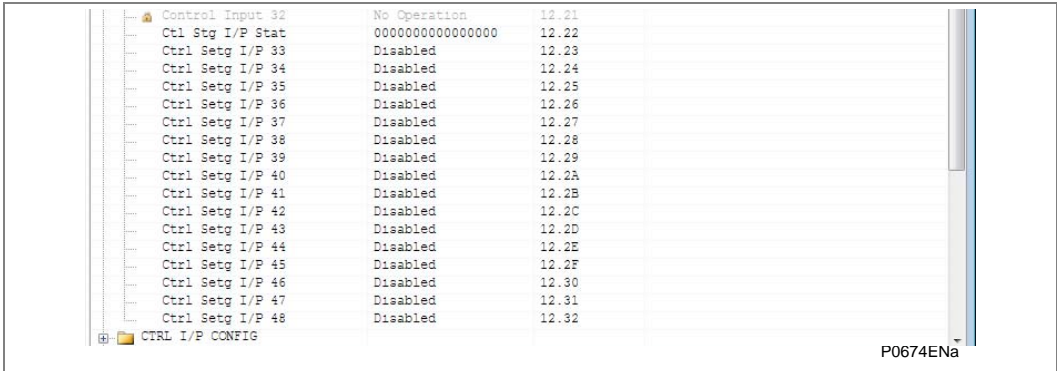 Control Input 32 No Operation 12.21
Ctl Stg I/P Stat 0000000000000000 12.22
Ctrl Setg I/P 33 Disabled 12.23
Ctrl Setg I/P 34 Disabled 12.24
Ctrl Setg I/P 35 Disabled 12.25
Ctrl Setg I/P 36 Disabled 12.26
Ctrl Setg I/P 37 Disabled 12.27
Ctrl Setg I/P 38 Disabled 12.28
Ctrl Setg I/P 39 Disabled 12.29
Ctrl Setg I/P 40 Disabled 12.2A
Ctrl Setg I/P 41 Disabled 12.2B
Ctrl Setg I/P 42 Disabled 12.2C
Ctrl Setg I/P 43 Disabled 12.2D
Ctrl Setg I/P 44 Disabled 12.2E
Ctrl Setg I/P 45 Disabled 12.2F
Ctrl Setg I/P 46 Disabled 12.30
Ctrl Setg I/P 47 Disabled 12.31
Ctrl Setg I/P 48 Disabled 12.32
CTRL I/P CONFIG
P0674ENa